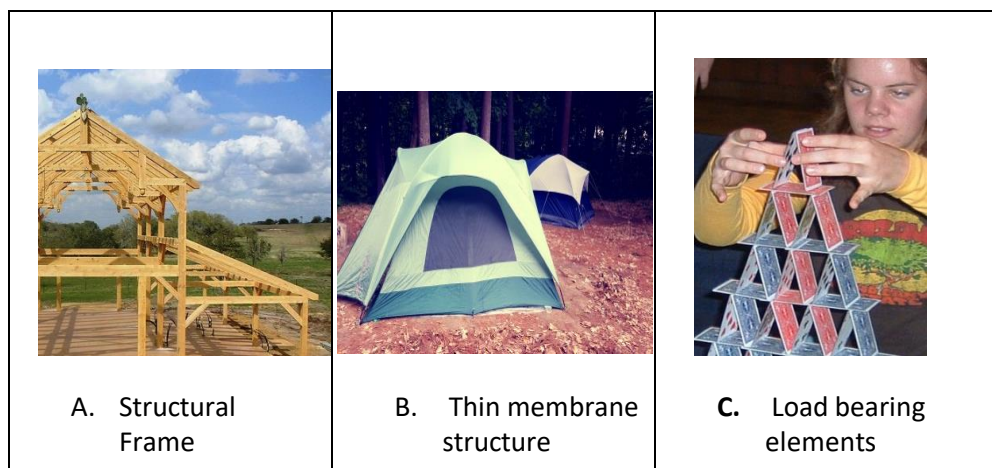 A. Structural
Frame
B. Thin membrane
structure
C. Load bearing
elements